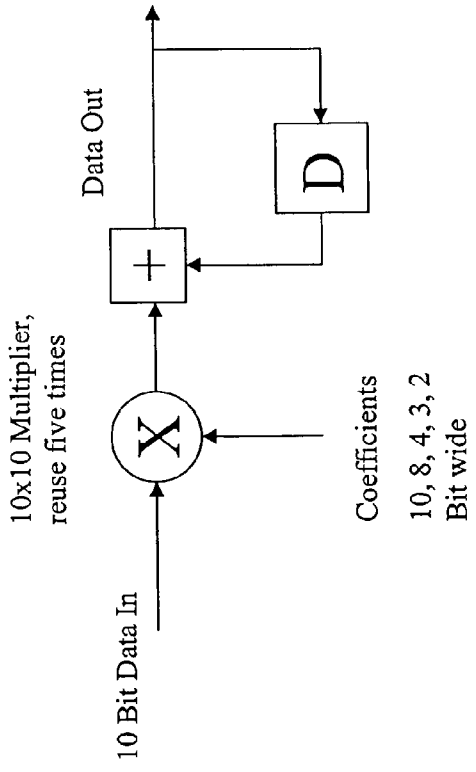 10x10 Multiplier,
reuse five times
10 Bit Data In
X
+
Data Out
D
Coefficients
10, 8, 4, 3, 2
Bit wide